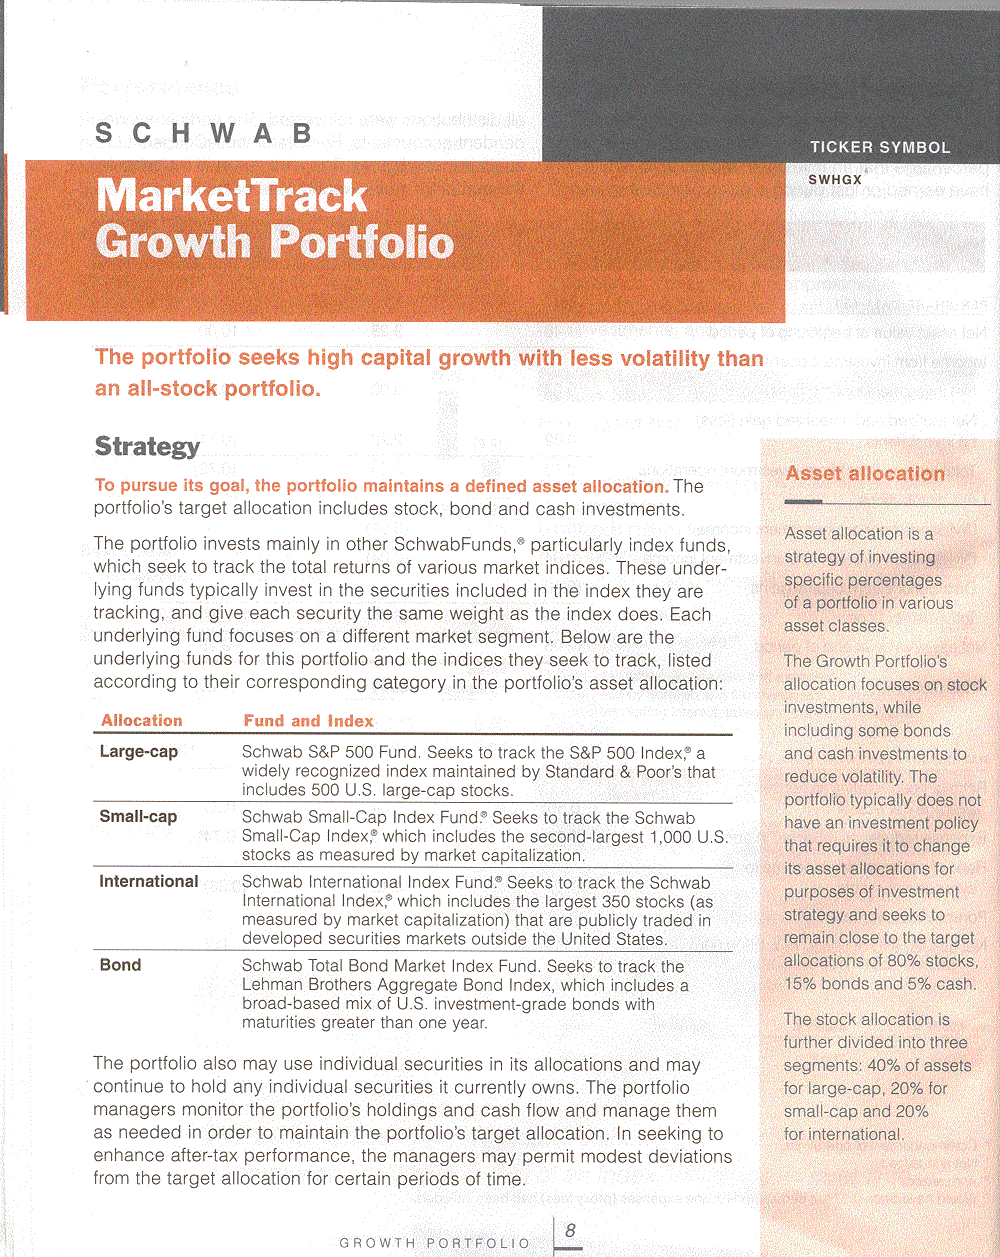 SCHWAB
TICKER SYMBOL
SWHGX
MarketTrack
Growth Portfolio
The portfolio seeks high capital growth with less volatility than
an all-stock portfolio.
Strategy
To pursue its goal, the portfolio maintains a defined asset allocation. The
portfolio's target allocation includes stock, bond and cash investments.
The portfolio invests mainly in other SchwabFunds,® particularly index funds,
which seek to track the total returns of various market indices. These under-
lying funds typically invest in the securities included in the index they are
tracking, and give each security the same weight as the index does. Each
underlying fund focuses on a different market segment. Below are the
underlying funds for this portfolio and the indices they seek to track, listed
according to their corresponding category in the portfolio's asset allocation:
Allocation Fund and Index
Large-cap Schwab S&P 500 Fund. Seeks to track the S&P 500 Index,® a
widely recognized index maintained by Standard & Poor's that
includes 500 U.S. large-cap stocks.
Small-cap Schwab Small-Cap Index Fund.® Seeks to track the Schwab
Small-Cap Index,® which includes the second-largest 1,000 U.S.
stocks as measured by market capitalization.
International Schwab International Index Fund.® Seeks to track the Schwab
International Index,® which includes the largest 350 stocks (as
measured by market capitalization) that are publicly traded in
developed securities markets outside the United States.
Bond Schwab Total Bond Market Index Fund. Seeks to track the
Lehman Brothers Aggregate Bond Index, which includes a
broad-based mix of U.S. investment-grade bonds with
maturities greater than one year.
The portfolio also may use individual securities in its allocations and may
continue to hold any individual securities it currently owns. The portfolio
managers monitor the portfolio's holdings and cash flow and manage them
as needed in order to maintain the portfolio's target allocation. In seeking to
enhance after-tax performance, the managers may permit modest deviations
from the target allocation for certain periods of time.
Asset allocation
Asset allocation is a
strategy of investing
specific percentages
of a portfolio in various
asset classes.
The Growth Portfolio's
allocation focuses on stock
investments, while
including some bonds
and cash investments to
reduce volatility. The
portfolio typically does not
have an investment policy
that requires it to change
its asset allocations for
purposes of investment
strategy and seeks to
remain close to the target
allocations of 80% stocks,
15% bonds and 5% cash.
The stock allocation is
further divided into three
segments: 40% of assets
for large-cap, 20% for
small-cap and 20%
for international.
GROWTH PORTFOLIO 8